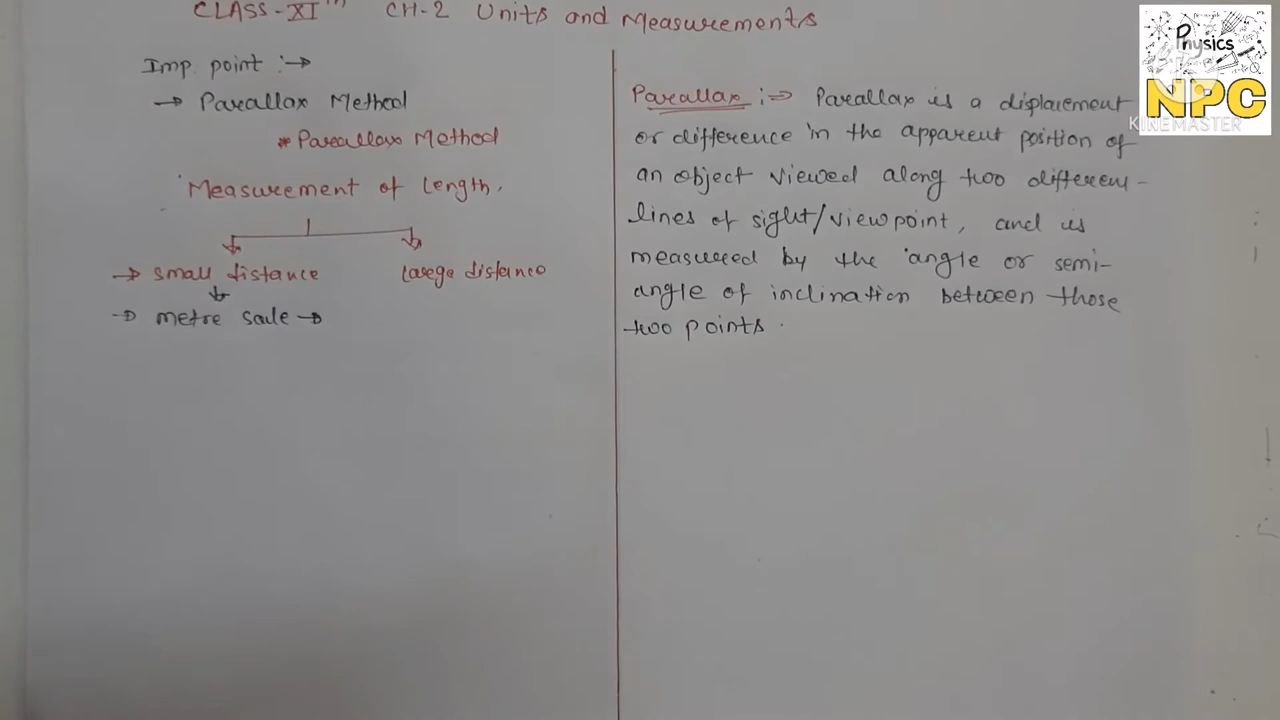 CLASS-XIth CH-2 Units and Measurements
Imp point :→
→ Parallax Method
* Parallax Method
Measurement of length.
→ small distance large distance
→ metre scale →
Parallax :⇒ Parallax is a displacement
or difference in the apparent position of
an object viewed along two different
lines of sight/viewpoint, and is
measured by the angle or semi-
angle of inclination between those
two points.
Physics
NPC
KINEMASTER